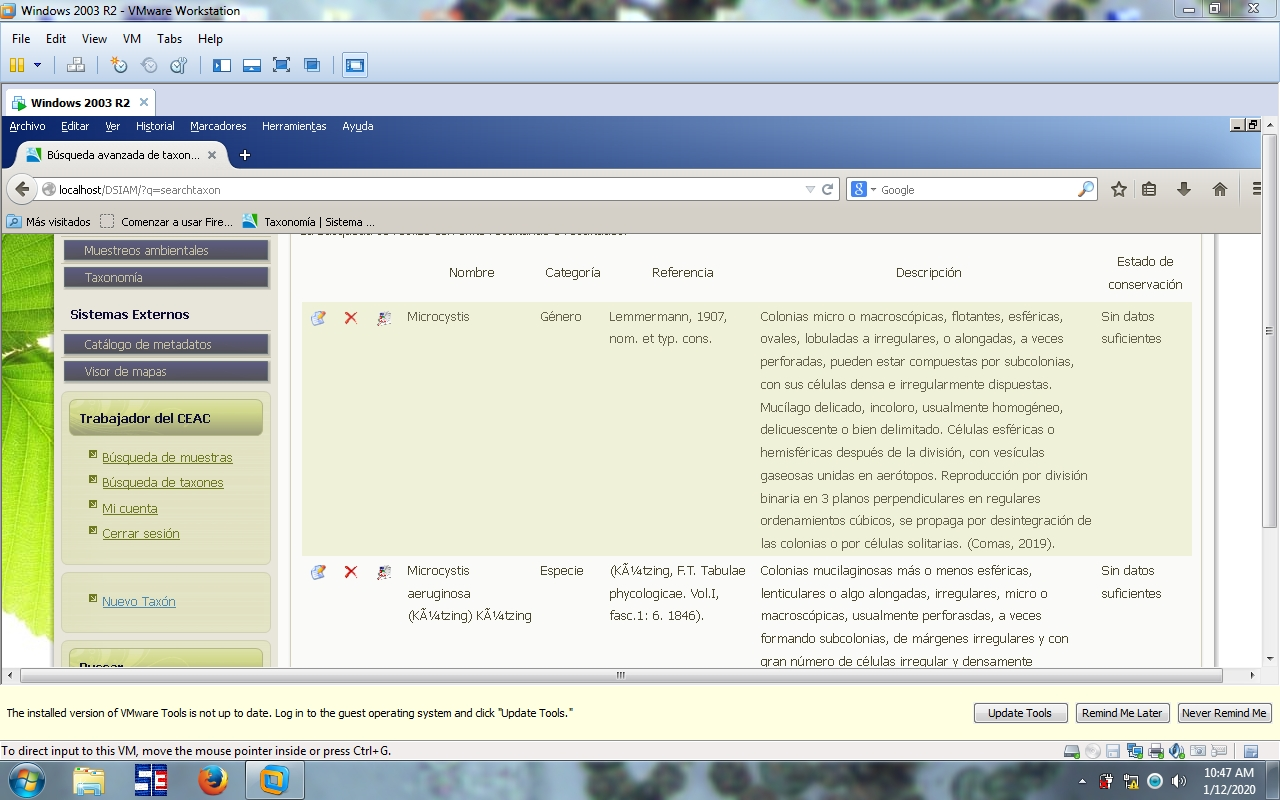 Windows 2003 R2 - VMware Workstation
File Edit View VM Tabs Help
Windows 2003 R2
Archivo Editar Ver Historial Marcadores Herramientas Ayuda
Búsqueda avanzada de taxon...
localhost/DSIAM/?q=searchtaxon
Google
Más visitados Comenzar a usar Fire... Taxonomía | Sistema ...
Muestreos ambientales
Taxonomía
Sistemas Externos
Catálogo de metadatos
Visor de mapas
Trabajador del CEAC
Búsqueda de muestras
Búsqueda de taxones
Mi cuenta
Cerrar sesión
Nuevo Taxón
Buscar
Nombre Categoría Referencia Descripción Estado de
conservación
Microcystis Género Lemmermann, 1907,
nom. et typ. cons.
Colonias micro o macroscópicas, flotantes, esféricas,
ovales, lobuladas a irregulares, o alongadas, a veces
perforadas, pueden estar compuestas por subcolonias,
con sus células densa e irregularmente dispuestas.
Mucílago delicado, incoloro, usualmente homogéneo,
delicuescente o bien delimitado. Células esféricas o
hemisféricas después de la división, con vesículas
gaseosas unidas en aerótopos. Reproducción por división
binaria en 3 planos perpendiculares en regulares
ordenamientos cúbicos, se propaga por desintegración de
las colonias o por células solitarias. (Comas, 2019).
Sin datos
suficientes
Microcystis
aeruginosa
(KÃ¼tzing) KÃ¼tzing
Especie
(KÃ¼tzing, F.T. Tabulae
phycologicae. Vol.I,
fasc.1: 6. 1846).
Colonias mucilaginosas más o menos esféricas,
lenticulares o algo alongadas, irregulares, micro o
macroscópicas, usualmente perforasdas, a veces
formando subcolonias, de márgenes irregulares y con
gran número de células irregular y densamente
Sin datos
suficientes
The installed version of VMware Tools is not up to date. Log in to the guest operating system and click "Update Tools."
Update Tools Remind Me Later Never Remind Me
To direct input to this VM, move the mouse pointer inside or press Ctrl+G.
10:47 AM
1/12/2020